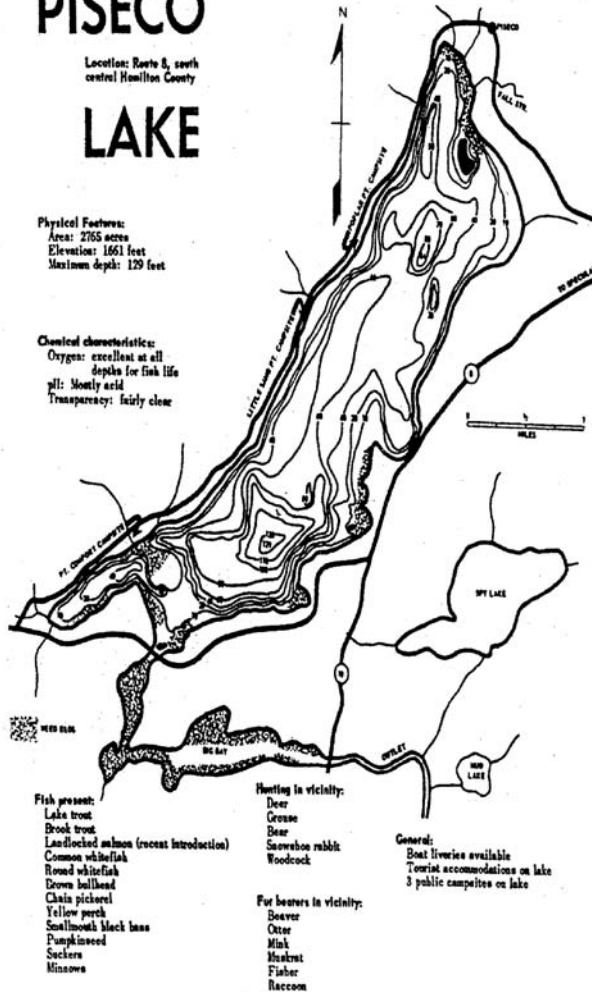 PISECO
Location: Route 8, south
central Hamilton County
LAKE
Physical Features:
Area: 2765 acres
Elevation: 1661 feet
Maximum depth: 129 feet
Chemical characteristics:
Oxygen: excellent at all
depths for fish life
pH: Mostly acid
Transparency: fairly clear
N
PISECO
FALL STR.
POPLAR PT. CAMPSITE
LITTLE SAND PT. CAMPSITE
PT. COMFORT CAMPSITE
TO SPECULA
8
MILES
SPY LAKE
10
WEED BEDS
BIG BAY
OUTLET
MUD
LAKE
Fish present:
Lake trout
Brook trout
Landlocked salmon (recent introduction)
Common whitefish
Round whitefish
Brown bullhead
Chain pickerel
Yellow perch
Smallmouth black bass
Pumpkinseed
Suckers
Minnows
Hunting in vicinity:
Deer
Grouse
Bear
Snowshoe rabbit
Woodcock
Fur bearers in vicinity:
Beaver
Otter
Mink
Muskrat
Fisher
Raccoon
General:
Boat liveries available
Tourist accommodations on lake
3 public campsites on lake